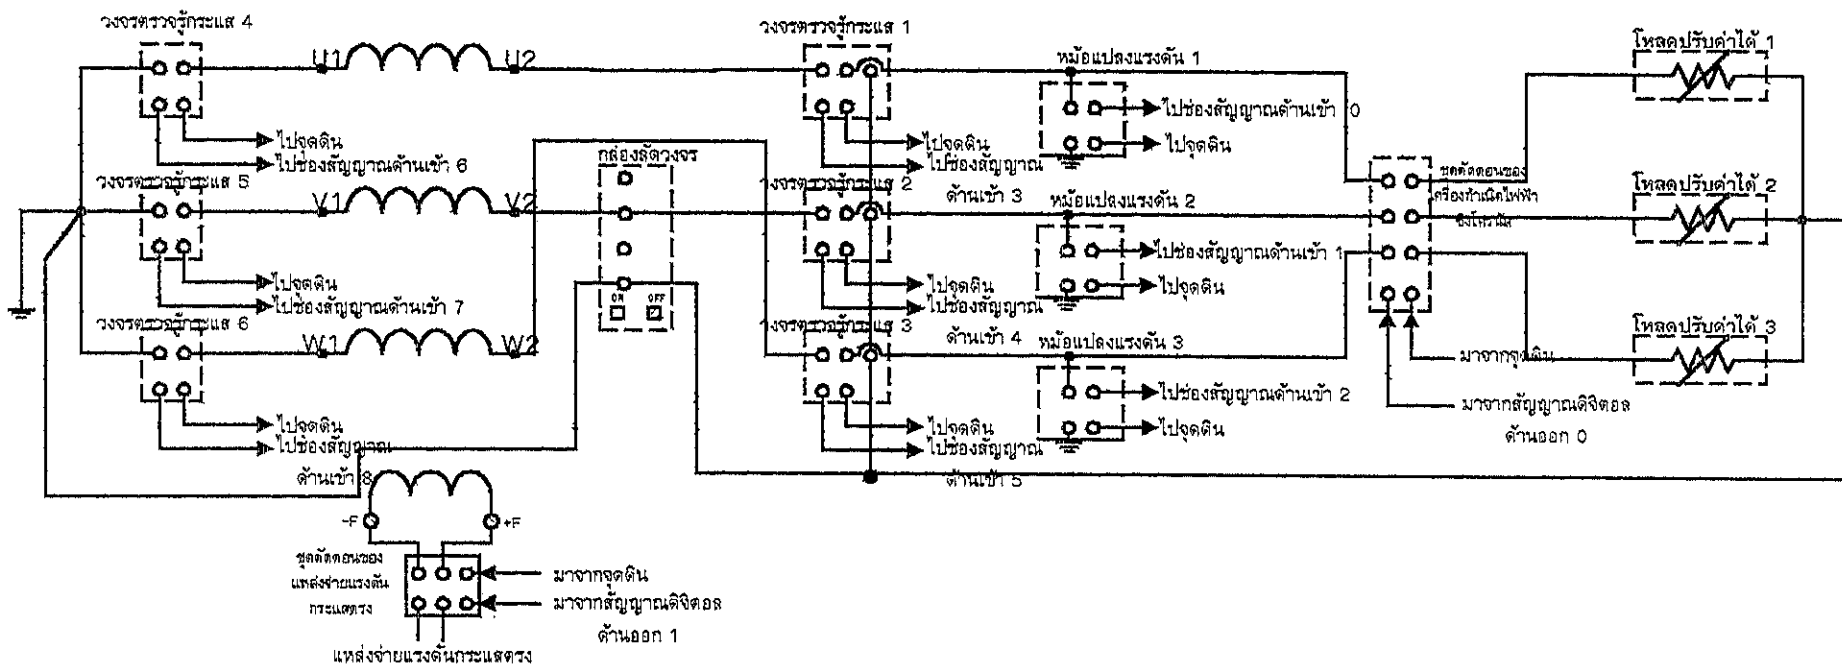 วงจรตรวจรู้กระแส 4
วงจรตรวจรู้กระแส 1
U1
U2
หม้อแปลงแรงดัน 1
โหลดปรับค่าได้ 1
ไปช่องสัญญาณด้านเข้า 0
ไปจุดดิน
ไปจุดดิน
ไปช่องสัญญาณด้านเข้า 6
กล่องลัดวงจร
ไปจุดดิน
ไปช่องสัญญาณ
ด้านเข้า 3
ชุดตัดตอนของ
เครื่องกำเนิดไฟฟ้า
ซิงโครนัส
วงจรตรวจรู้กระแส 5
วงจรตรวจรู้กระแส 2
V1
V2
หม้อแปลงแรงดัน 2
โหลดปรับค่าได้ 2
ไปช่องสัญญาณด้านเข้า 1
ไปจุดดิน
ไปจุดดิน
ไปช่องสัญญาณด้านเข้า 7
ON
OFF
ไปจุดดิน
ไปช่องสัญญาณ
ด้านเข้า 4
วงจรตรวจรู้กระแส 6
วงจรตรวจรู้กระแส 3
W1
W2
หม้อแปลงแรงดัน 3
โหลดปรับค่าได้ 3
มาจากจุดดิน
ไปช่องสัญญาณด้านเข้า 2
ไปจุดดิน
มาจากสัญญาณดิจิตอล
ด้านออก 0
ไปจุดดิน
ไปช่องสัญญาณ
ด้านเข้า 8
ไปจุดดิน
ไปช่องสัญญาณ
ด้านเข้า 5
-F
+F
ชุดตัดตอนของ
แหล่งจ่ายแรงดัน
กระแสตรง
มาจากจุดดิน
มาจากสัญญาณดิจิตอล
ด้านออก 1
แหล่งจ่ายแรงดันกระแสตรง